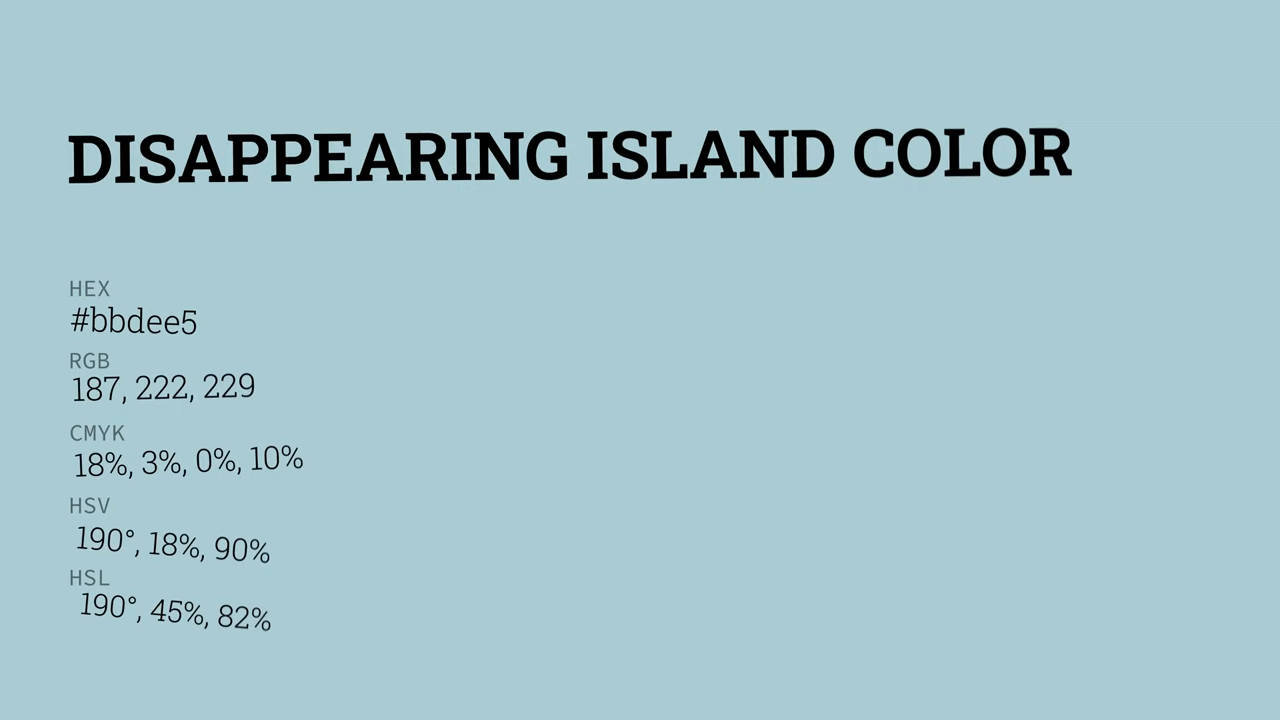 DISAPPEARING ISLAND COLOR
HEX
#bbdee5
RGB
187, 222, 229
CMYK
18%, 3%, 0%, 10%
HSV
190°, 18%, 90%
HSL
190°, 45%, 82%